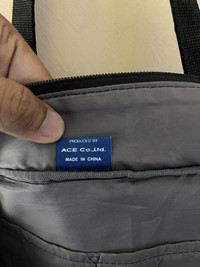 PRODUCED BY
ACE Co.,Ltd.
MADE IN CHINA